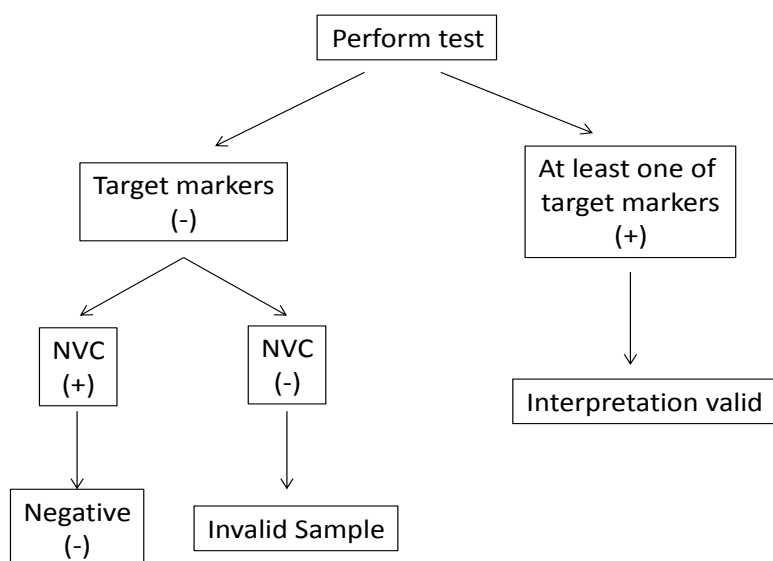 Perform test
Target markers
(-)
At least one of
target markers
(+)
NVC
(+)
NVC
(-)
Interpretation valid
Negative
(-)
Invalid Sample